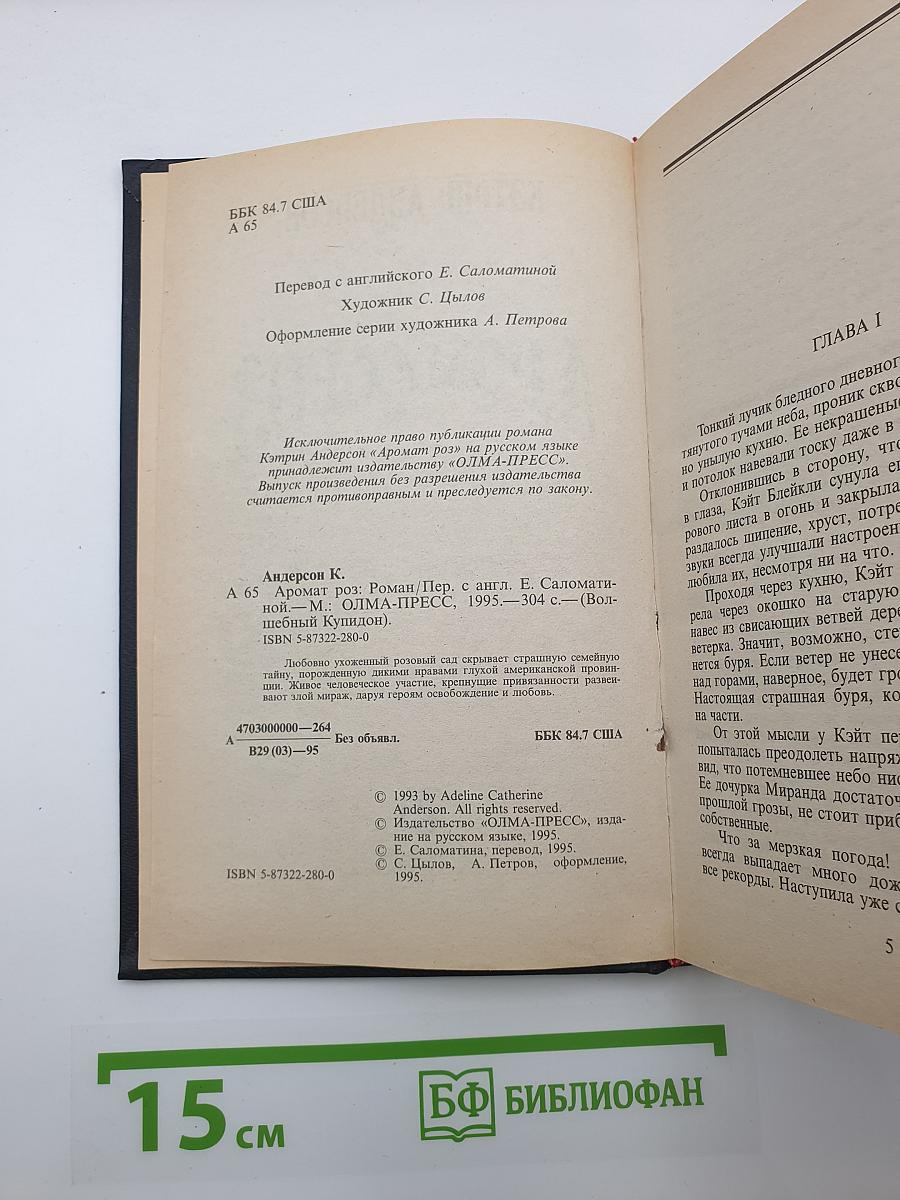 ББК 84.7 США
А 65
Перевод с английского Е. Саломатиной
Художник С. Цылов
Оформление серии художника А. Петрова
Исключительное право публикации романа
Кэтрин Андерсон «Аромат роз» на русском языке
принадлежит издательству «ОЛМА-ПРЕСС».
Выпуск произведения без разрешения издательства
считается противоправным и преследуется по закону.
Андерсон К.
А 65 Аромат роз: Роман/Пер. с англ. Е. Саломати-
ной.— М.: ОЛМА-ПРЕСС, 1995.—304 с.— (Вол-
шебный Купидон).
ISBN 5-87322-280-0
Любовно ухоженный розовый сад скрывает страшную семейную
тайну, порожденную дикими нравами глухой американской провин-
ции. Живое человеческое участие, крепнущие привязанности развеи-
вают злой мираж, даруя героям освобождение и любовь.
А 4703000000—264 Без объявл. ББК 84.7 США
В29(03)—95
© 1993 by Adeline Catherine
Anderson. All rights reserved.
© Издательство «ОЛМА-ПРЕСС», изда-
ние на русском языке, 1995.
© Е. Саломатина, перевод, 1995.
© С. Цылов, А. Петров, оформление,
1995.
ISBN 5-87322-280-0
ГЛАВА I
Тонкий лучик бледного дневног
тянутого тучами неба, проник скво
но унылую кухню. Ее некрашеные
и потолок навевали тоску даже в
Отклонившись в сторону, что
в глаза, Кэйт Блейкли сунула е
рового листа в огонь и закрыла
раздалось шипение, хруст, потре
звуки всегда улучшали настроен
любила их, несмотря ни на что.
Проходя через кухню, Кэйт
рела через окошко на старую
навес из свисающих ветвей дере
ветерка. Значит, возможно, сте
нется буря. Если ветер не унесе
над горами, наверное, будет гро
Настоящая страшная буря, ко
на части.
От этой мысли у Кэйт пе
попыталась преодолеть напряж
вид, что потемневшее небо нис
Ее дочурка Миранда достаточ
прошлой грозы, не стоит приб
собственные.
Что за мерзкая погода!
всегда выпадает много дож
все рекорды. Наступила уже с
5
15 см
БФ БИБЛИОФАН